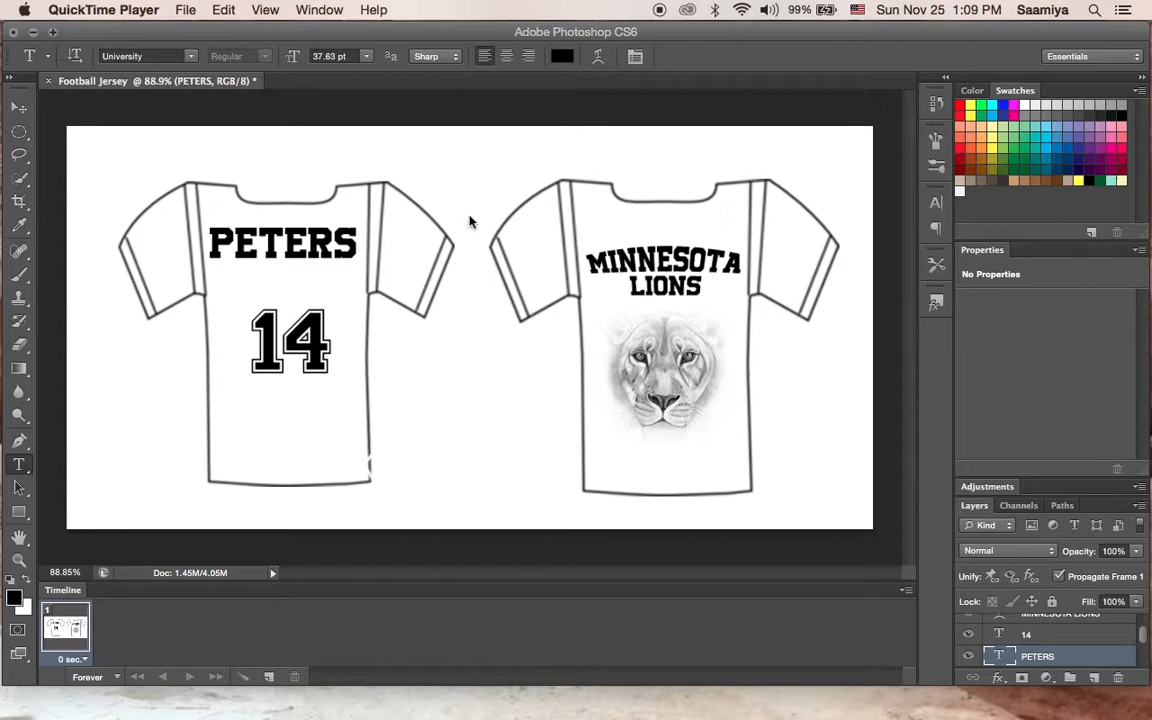 QuickTime Player File Edit View Window Help 99% Sun Nov 25 1:09 PM Saamiya
Adobe Photoshop CS6
T University Regular T 37.63 pt aa Sharp Essentials
× Football Jersey @ 88.9% (PETERS, RGB/8) *
Color Swatches
PETERS
14
MINNESOTA
LIONS
A
Properties
No Properties
Adjustments
Layers Channels Paths
Kind T
Normal Opacity: 100%
Unify: Propagate Frame 1
Lock: Fill: 100%
MINNESOTA LIONS
T 14
T PETERS
88.85% Doc: 1.45M/4.05M
Timeline
1
0 sec.
Forever